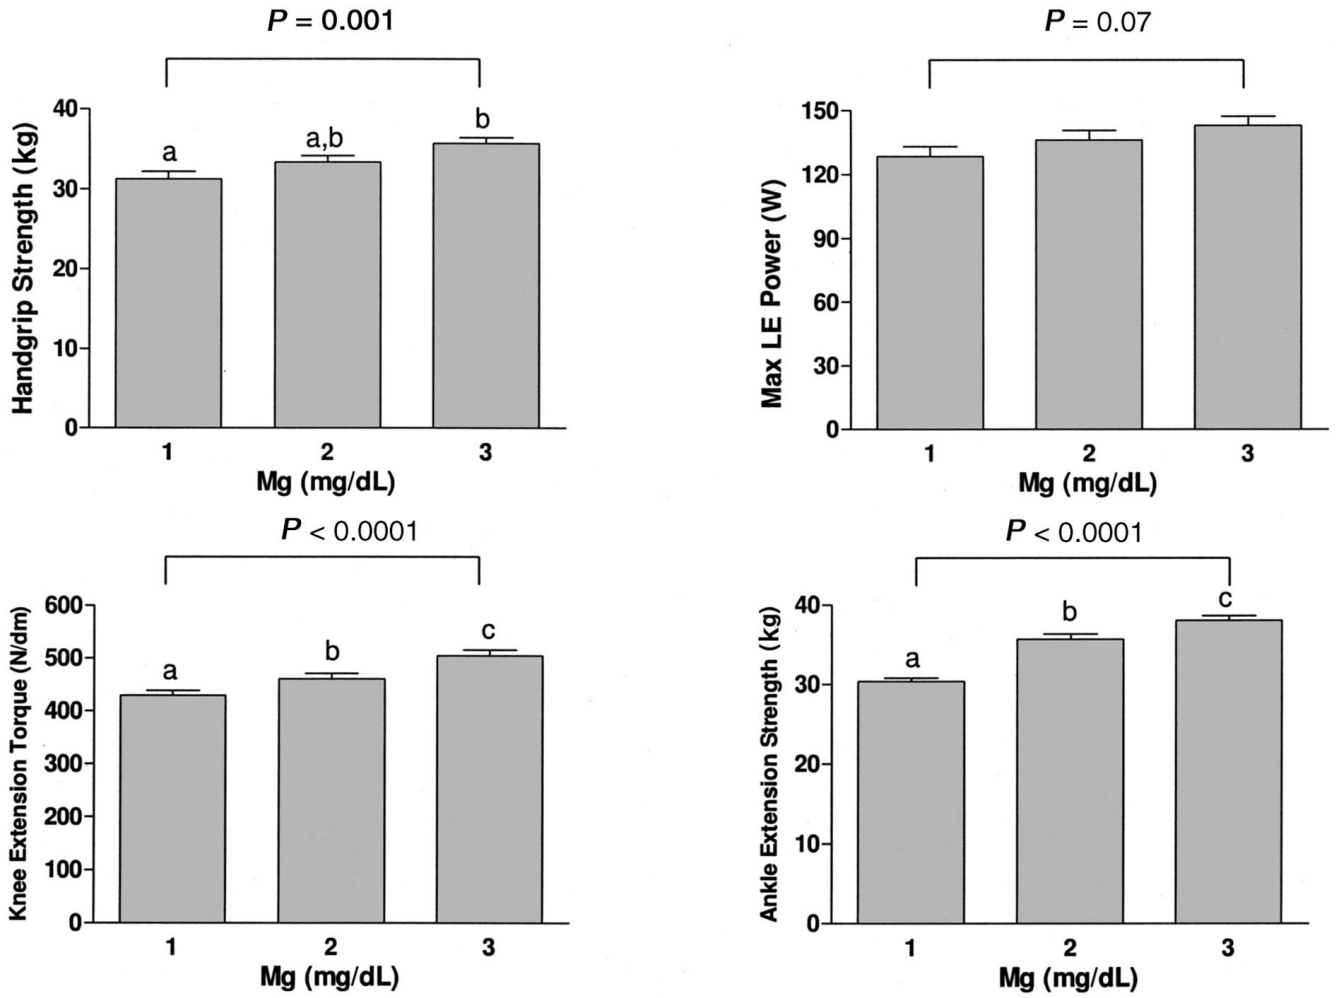 P = 0.001
Handgrip Strength (kg)
40
30
20
10
0
a
a,b
b
1
2
3
Mg (mg/dL)
P = 0.07
Max LE Power (W)
150
120
90
60
30
0
1
2
3
Mg (mg/dL)
P < 0.0001
Knee Extension Torque (N/dm)
600
500
400
300
200
100
0
a
b
c
1
2
3
Mg (mg/dL)
P < 0.0001
Ankle Extension Strength (kg)
40
30
20
10
0
a
b
c
1
2
3
Mg (mg/dL)